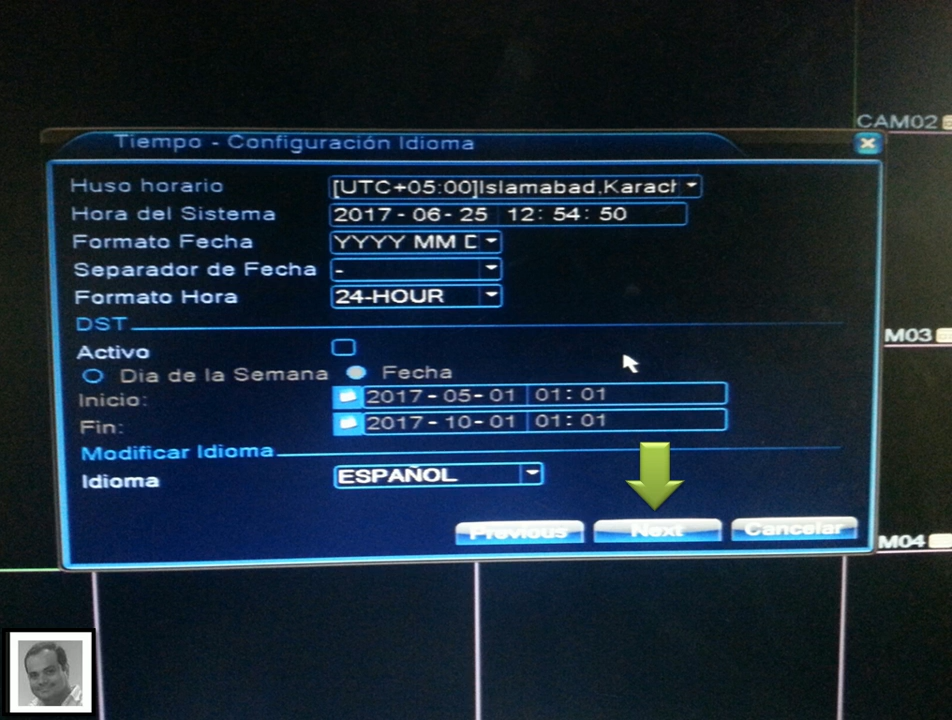 CAM02
Tiempo - Configuración Idioma
Huso horario [UTC+05:00]Islamabad,Karach
Hora del Sistema 2017-06-25 12:54:50
Formato Fecha YYYY MM D
Separador de Fecha -
Formato Hora 24-HOUR
DST
M03
Activo
Dia de la Semana Fecha
Inicio: 2017-05-01 01:01
Fin: 2017-10-01 01:01
Modificar Idioma
Idioma ESPAÑOL
Previous Next Cancelar
M04